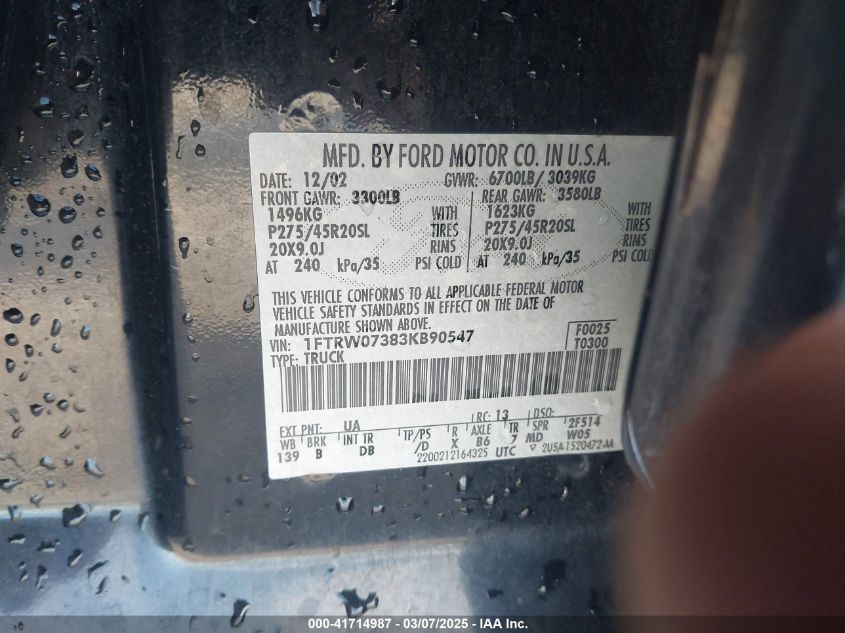 MFD. BY FORD MOTOR CO. IN U.S.A.
DATE: 12/02 GVWR: 6700LB/ 3039KG
FRONT GAWR: 3300LB REAR GAWR: 3580LB
1496KG WITH 1623KG WITH
P275/45R20SL TIRES P275/45R20SL TIRES
20X9.0J RIMS 20X9.0J RIMS
AT 240 kPa/35 PSI COLD AT 240 kPa/35 PSI COLD
THIS VEHICLE CONFORMS TO ALL APPLICABLE FEDERAL MOTOR
VEHICLE SAFETY STANDARDS IN EFFECT ON THE DATE OF
MANUFACTURE SHOWN ABOVE.
VIN: 1FTRW07383KB90547 F0025
TYPE: TRUCK T0300
EXT PNT: UA RC: 13 DSO:
WB BRK INT TR TP/PS R AXLE TR SPR 2F514
139 B DB /D X B6 7 MD W05
2200212164325 UTC ▽ 2U5A-1520472-AA
000-41714987 - 03/07/2025 - IAA Inc.